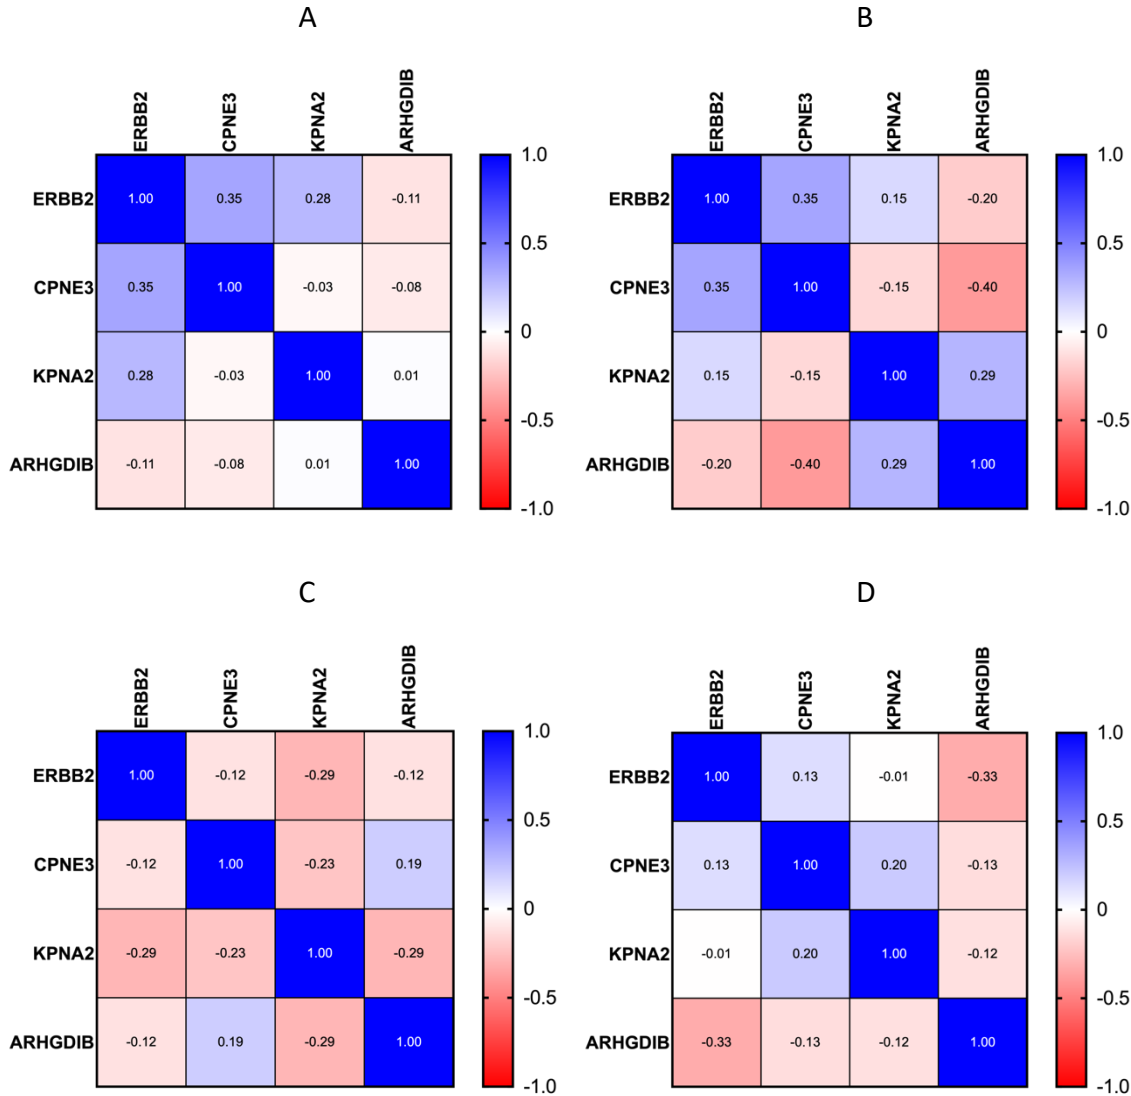 A
ERBB2 CPNE3 KPNA2 ARHGDIB
ERBB2 1.00 0.35 0.28 -0.11
CPNE3 0.35 1.00 -0.03 -0.08
KPNA2 0.28 -0.03 1.00 0.01
ARHGDIB -0.11 -0.08 0.01 1.00
1.0
0.5
0
-0.5
-1.0
B
ERBB2 CPNE3 KPNA2 ARHGDIB
ERBB2 1.00 0.35 0.15 -0.20
CPNE3 0.35 1.00 -0.15 -0.40
KPNA2 0.15 -0.15 1.00 0.29
ARHGDIB -0.20 -0.40 0.29 1.00
1.0
0.5
0
-0.5
-1.0
C
ERBB2 CPNE3 KPNA2 ARHGDIB
ERBB2 1.00 -0.12 -0.29 -0.12
CPNE3 -0.12 1.00 -0.23 0.19
KPNA2 -0.29 -0.23 1.00 -0.29
ARHGDIB -0.12 0.19 -0.29 1.00
1.0
0.5
0
-0.5
-1.0
D
ERBB2 CPNE3 KPNA2 ARHGDIB
ERBB2 1.00 0.13 -0.01 -0.33
CPNE3 0.13 1.00 0.20 -0.13
KPNA2 -0.01 0.20 1.00 -0.12
ARHGDIB -0.33 -0.13 -0.12 1.00
1.0
0.5
0
-0.5
-1.0